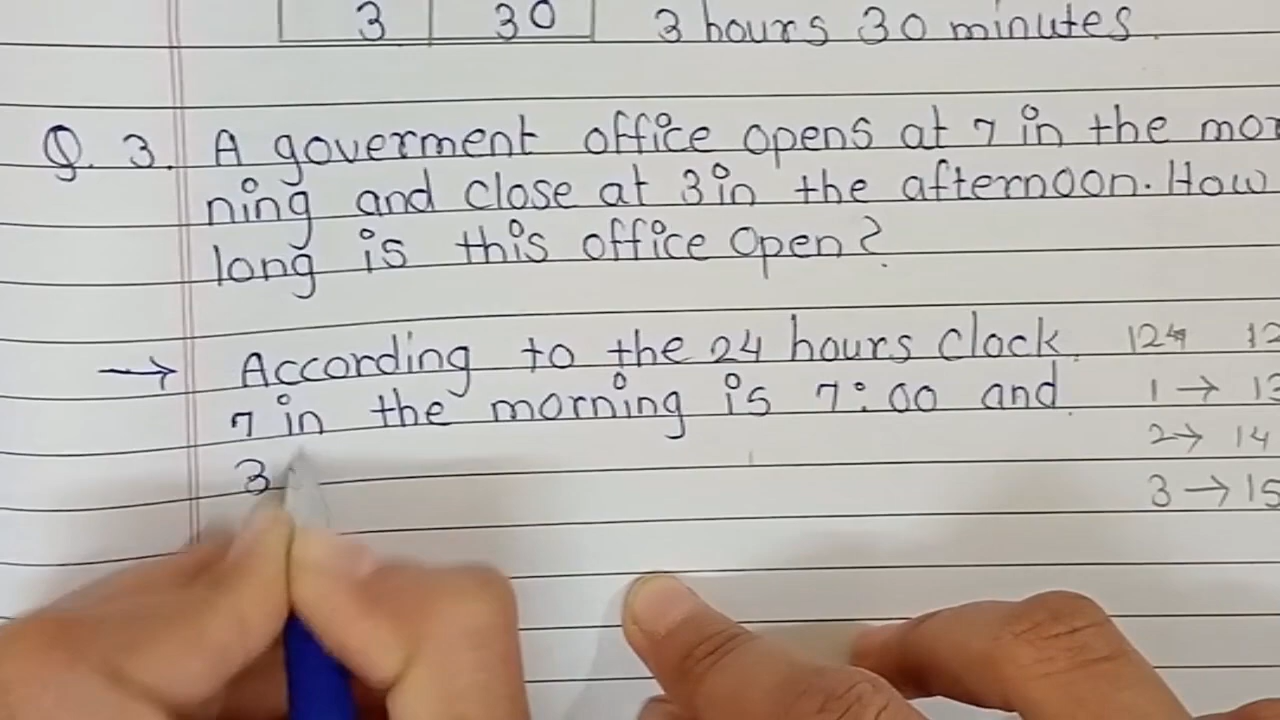 3 30 3 hours 30 minutes.
Q. 3. A goverment office opens at 7 in the mor
ning and close at 3 in the afternoon. How
long is this office open?
→ According to the 24 hours clock.
7 in the morning is 7:00 and
3
124 12
1 → 13
2 → 14
3 → 15